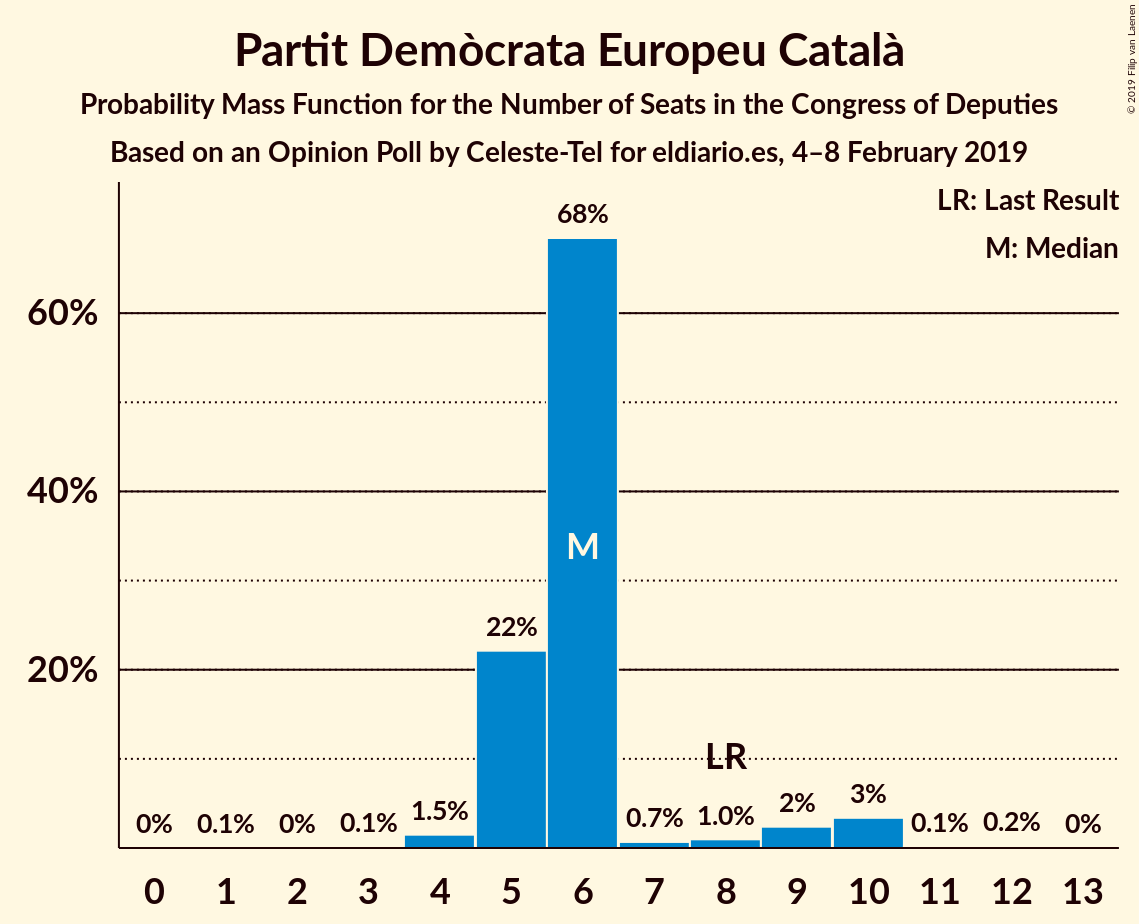 Partit Demòcrata Europeu Català
Probability Mass Function for the Number of Seats in the Congress of Deputies
Based on an Opinion Poll by Celeste-Tel for eldiario.es, 4–8 February 2019
© 2019 Filip van Laenen
LR: Last Result
M: Median
60%
40%
20%
0%
0.1%
0%
0.1%
1.5%
22%
68%
0.7%
1.0%
2%
3%
0.1%
0.2%
0%
M
LR
0 1 2 3 4 5 6 7 8 9 10 11 12 13